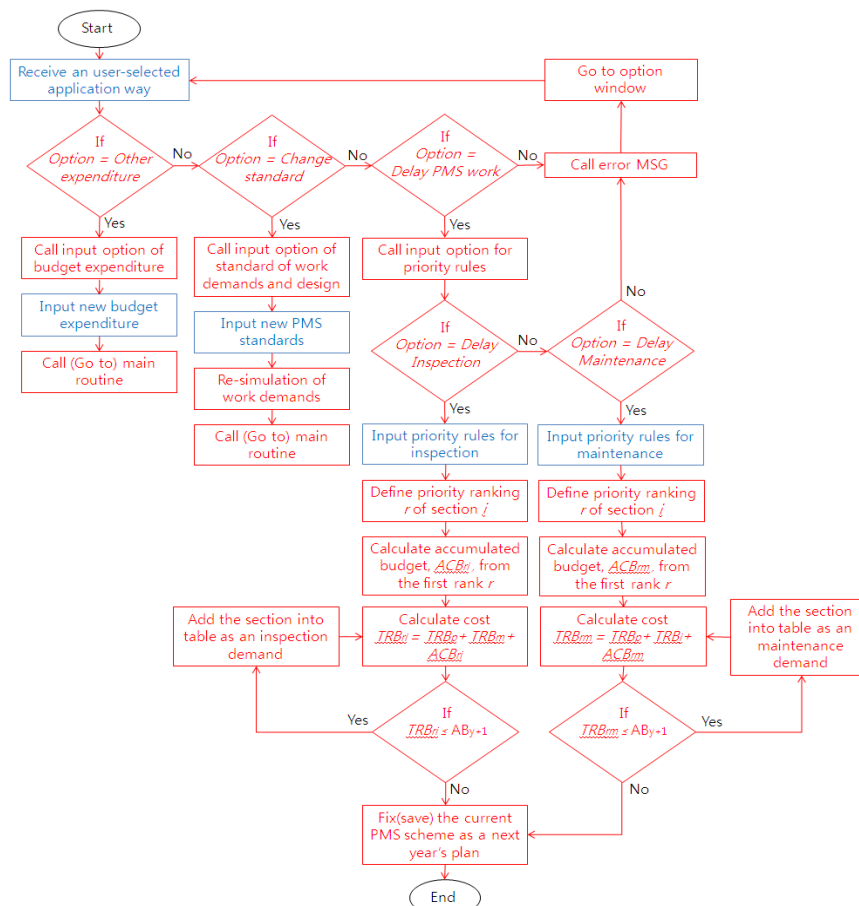 Start
Receive an user-selected
application way
Go to option
window
If
Option = Other
expenditure
No
If
Option = Change
standard
No
If
Option =
Delay PMS work
No
Call error MSG
Yes
Yes
Yes
Call input option of
budget expenditure
Call input option of
standard of work
demands and design
Call input option for
priority rules
No
Input new budget
expenditure
Input new PMS
standards
If
Option = Delay
Inspection
No
If
Option = Delay
Maintenance
Call (Go to) main
routine
Re-simulation of
work demands
Yes
Yes
Call (Go to) main
routine
Input priority rules for
inspection
Input priority rules for
maintenance
Define priority ranking
r of section i
Define priority ranking
r of section i
Calculate accumulated
budget, ACBri, from
the first rank r
Calculate accumulated
budget, ACBrm, from
the first rank r
Add the section into
table as an inspection
demand
Calculate cost
TRBri = TRBp+ TRBm+
ACBri
Calculate cost
TRBrm = TRBp+ TRBi+
ACBrm
Add the section
into table as an
maintenance
demand
Yes
If
TRBri ≤ ABy+1
If
TRBrm ≤ ABy+1
Yes
No
No
Fix(save) the current
PMS scheme as a next
year's plan
End